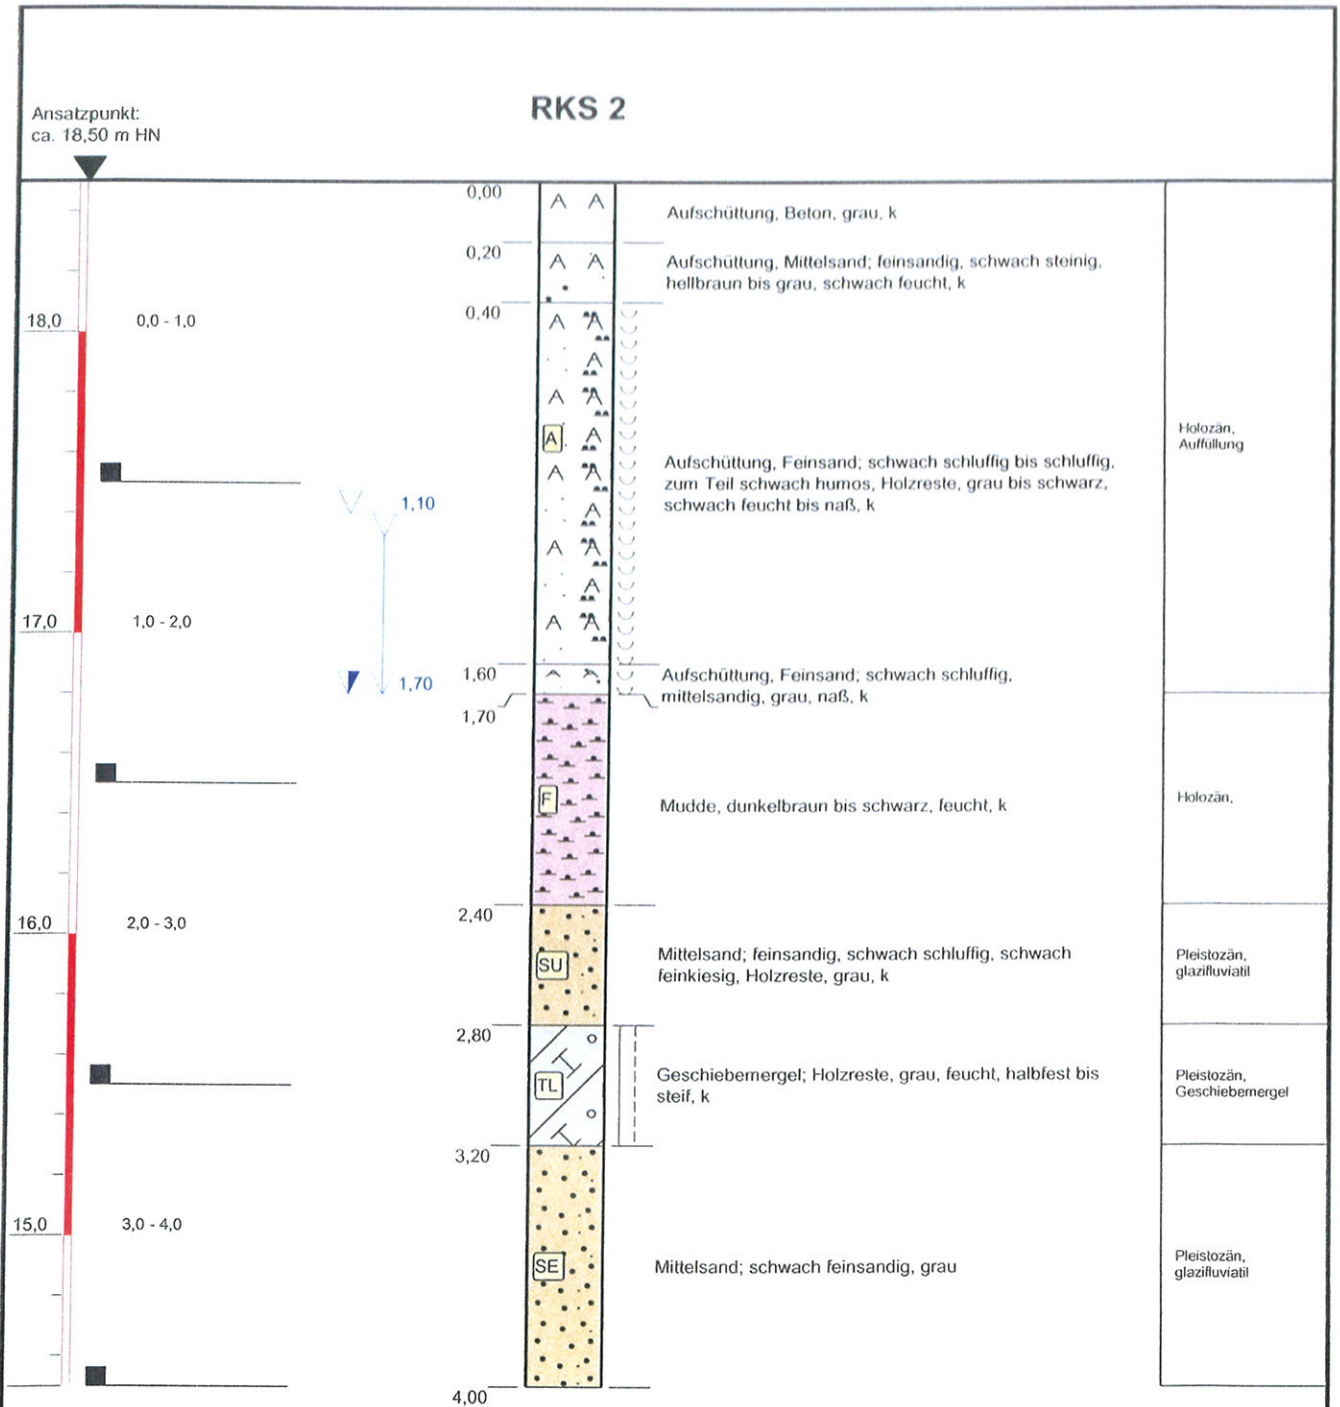 RKS 2
Ansatzpunkt:
ca. 18,50 m HN
0,00
Aufschüttung, Beton, grau, k
0,20
Aufschüttung, Mittelsand; feinsandig, schwach steinig,
hellbraun bis grau, schwach feucht, k
0,40
18,0
0,0 - 1,0
A
Holozän,
Auffüllung
Aufschüttung, Feinsand; schwach schluffig bis schluffig,
zum Teil schwach humos, Holzreste, grau bis schwarz,
schwach feucht bis naß, k
1,10
17,0
1,0 - 2,0
1,60
Aufschüttung, Feinsand; schwach schluffig,
mittelsandig, grau, naß, k
1,70
1,70
F
Mudde, dunkelbraun bis schwarz, feucht, k
Holozän,
2,40
16,0
2,0 - 3,0
SU
Mittelsand; feinsandig, schwach schluffig, schwach
feinkiesig, Holzreste, grau, k
Pleistozän,
glazifluviatil
2,80
TL
Geschiebemergel; Holzreste, grau, feucht, halbfest bis
steif, k
Pleistozän,
Geschiebemergel
3,20
15,0
3,0 - 4,0
SE
Mittelsand; schwach feinsandig, grau
Pleistozän,
glazifluviatil
4,00